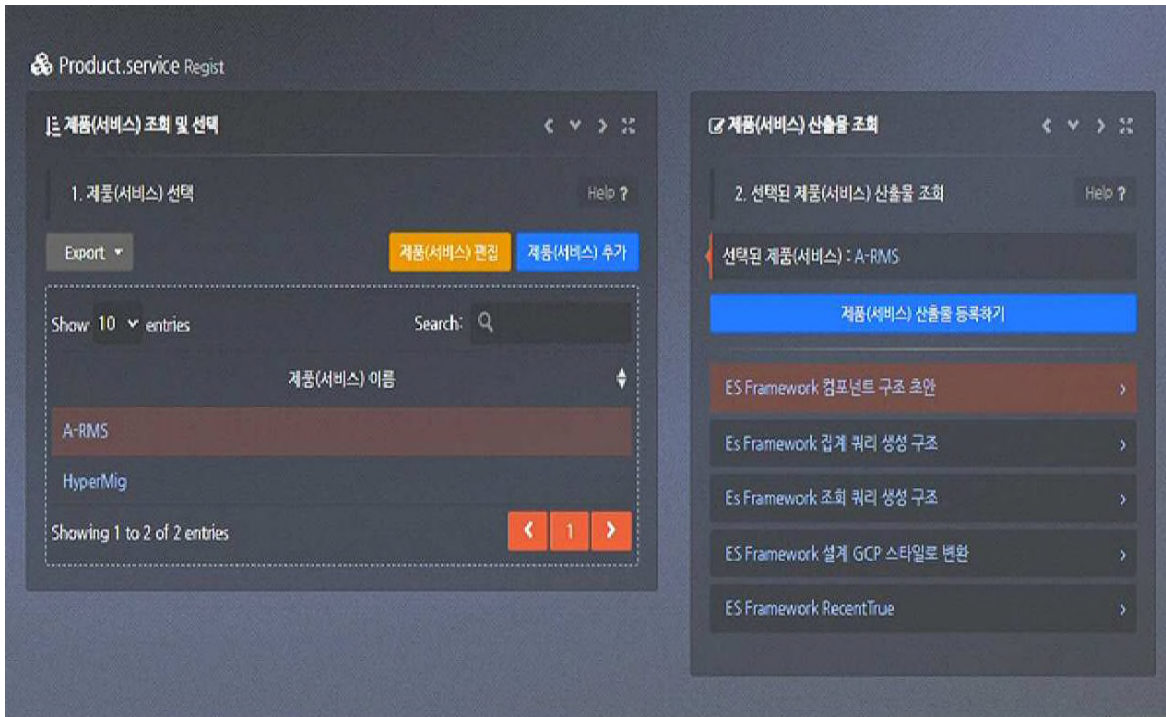 Product.service Regist
제품(서비스) 조회 및 선택
1. 제품(서비스) 선택
Help ?
Export
제품(서비스) 편집
제품(서비스) 추가
Show 10 entries
Search:
제품(서비스) 이름
A-RMS
HyperMig
Showing 1 to 2 of 2 entries
1
제품(서비스) 산출물 조회
2. 선택된 제품(서비스) 산출물 조회
Help ?
선택된 제품(서비스) : A-RMS
제품(서비스) 산출물 등록하기
ES Framework 컴포넌트 구조 초안
Es Framework 집계 쿼리 생성 구조
Es Framework 조회 쿼리 생성 구조
ES Framework 설계 GCP 스타일로 변환
ES Framework RecentTrue